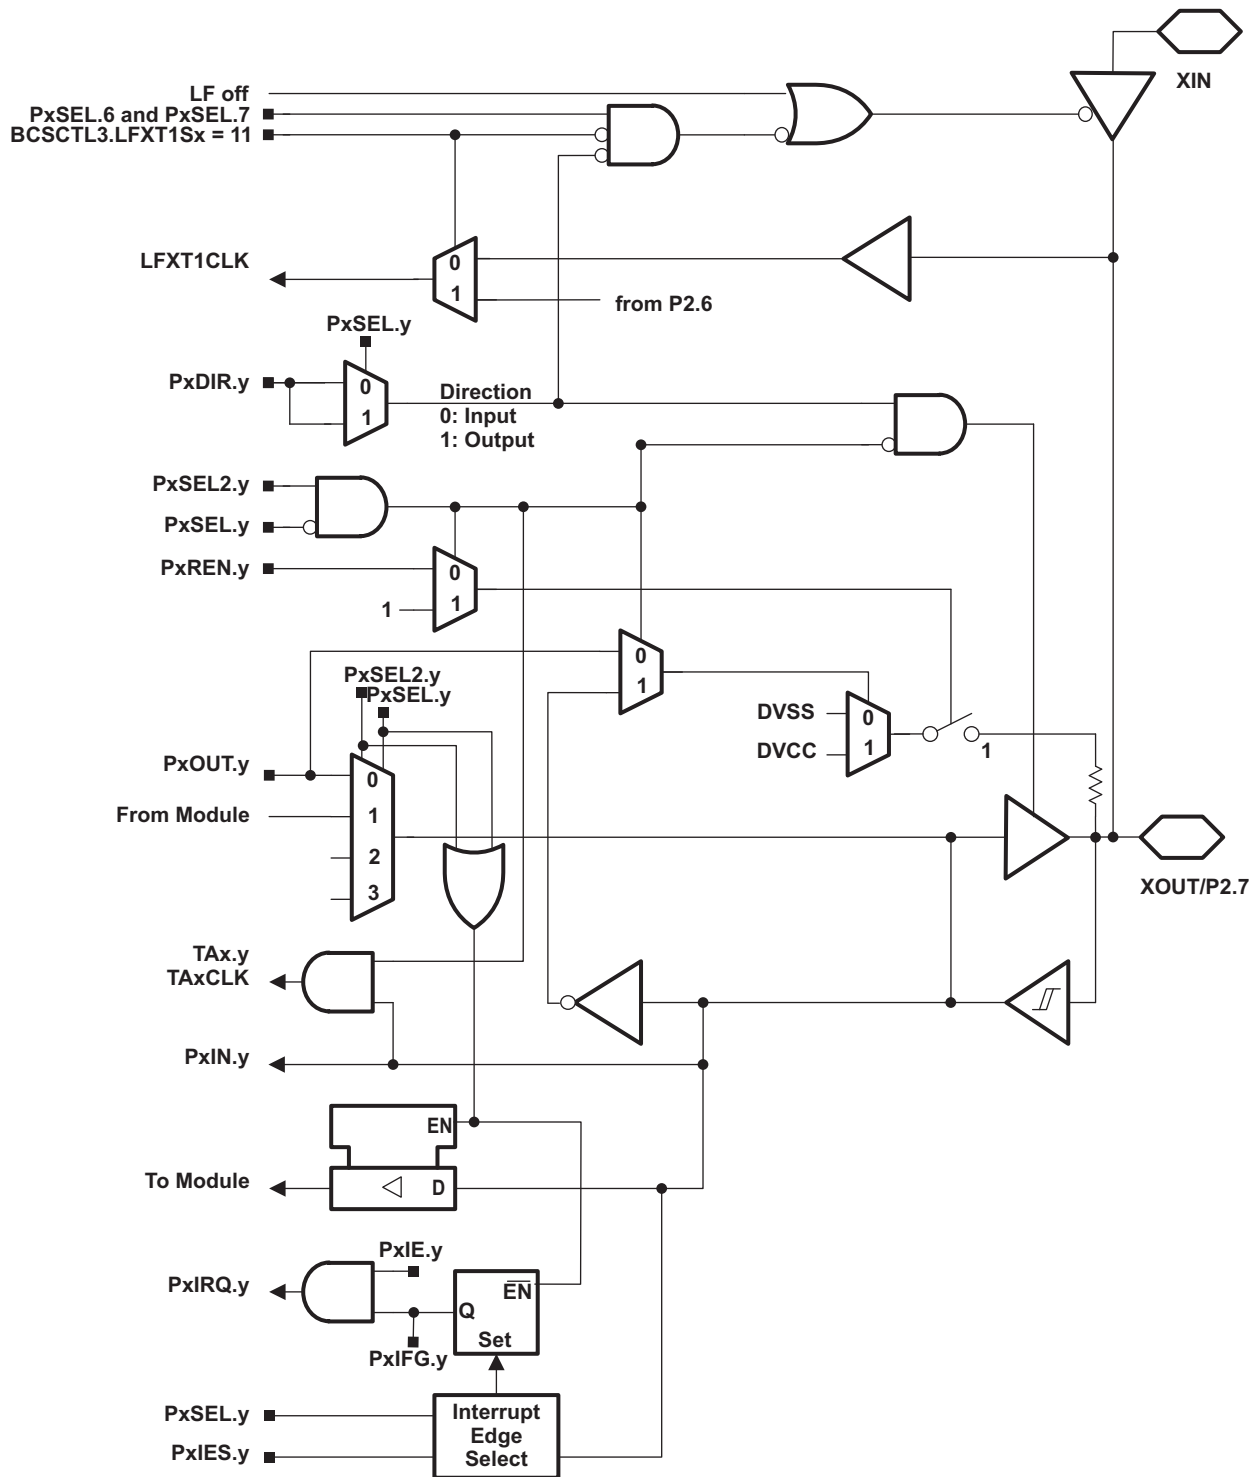 XIN
LF off
PxSEL.6 and PxSEL.7
BCSCTL3.LFXT1Sx = 11
LFXT1CLK
0
1
from P2.6
PxSEL.y
PxDIR.y
0
1
Direction
0: Input
1: Output
PxSEL2.y
PxSEL.y
PxREN.y
0
1
1
0
1
PxSEL2.y
PxSEL.y
DVSS
DVCC
0
1
1
PxOUT.y
From Module
0
1
2
3
XOUT/P2.7
TAx.y
TAxCLK
PxIN.y
EN
To Module
D
PxIE.y
PxIRQ.y
EN
Q
Set
PxIFG.y
PxSEL.y
PxIES.y
Interrupt
Edge
Select